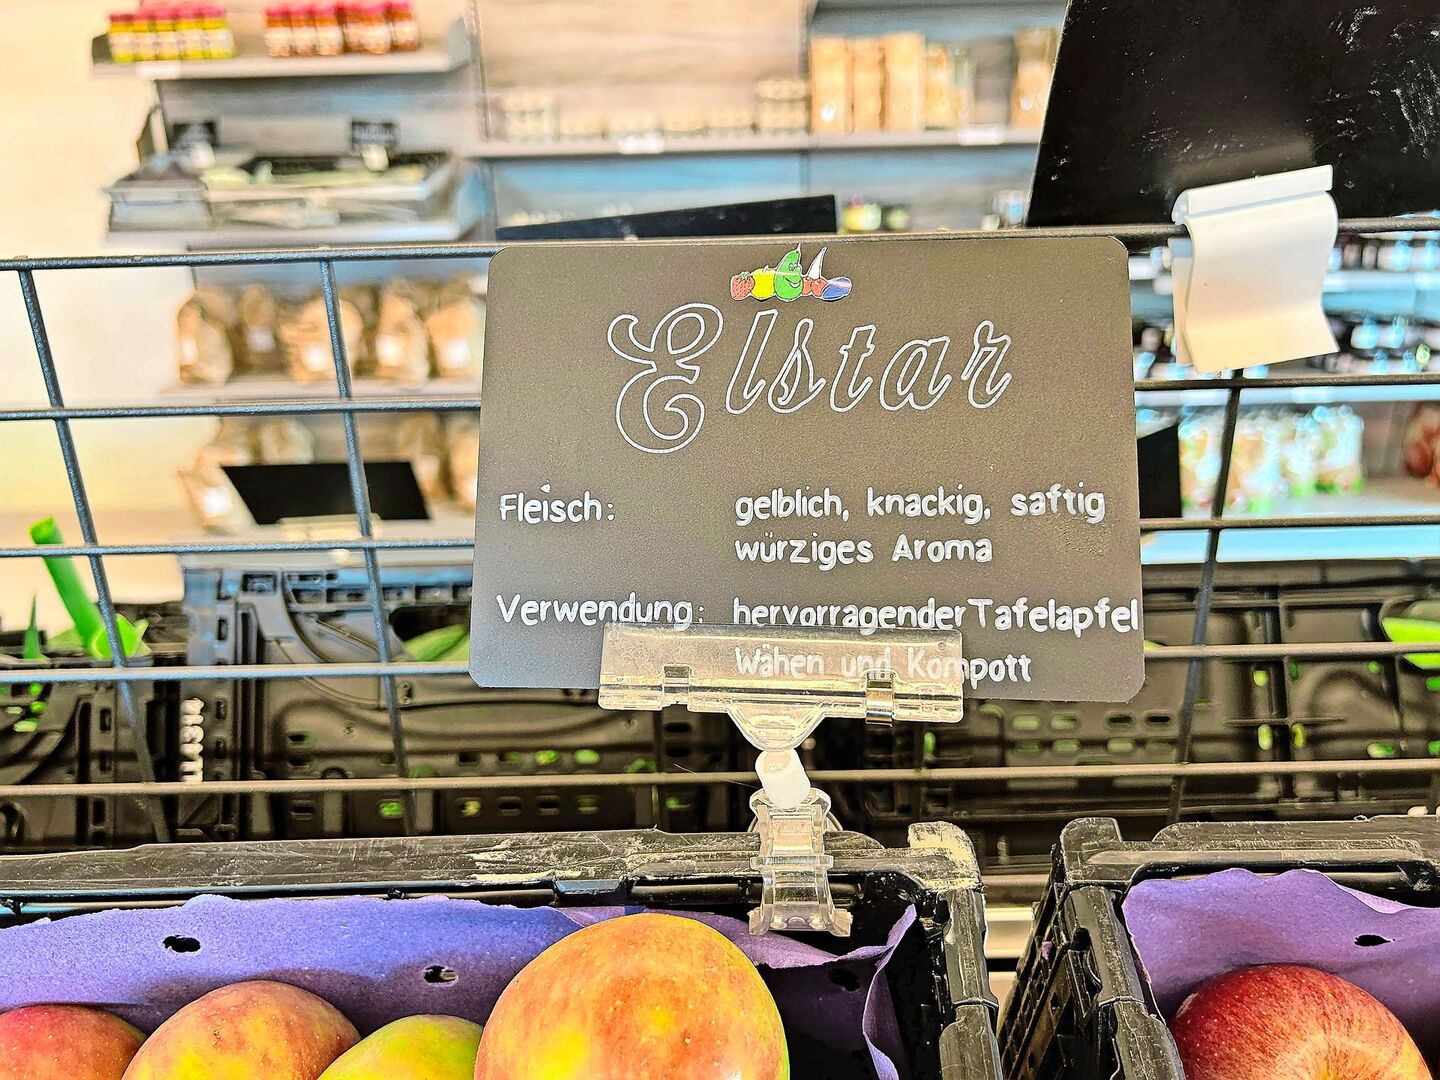 Elstar
Fleisch: gelblich, knackig, saftig
würziges Aroma
Verwendung: hervorragender Tafelapfel
Wähen und Kompott